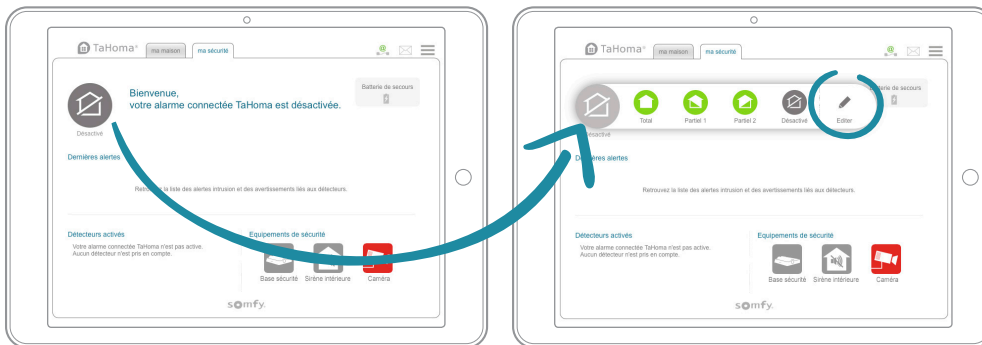 TaHoma®
ma maison
ma sécurité
Bienvenue,
votre alarme connectée TaHoma est désactivée.
Batterie de secours
Désactivé
Dernières alertes
Retrouvez la liste des alertes intrusion et des avertissements liés aux détecteurs.
Détecteurs activés
Votre alarme connectée TaHoma n'est pas active.
Aucun détecteur n'est pris en compte.
Equipements de sécurité
Base sécurité
Sirène intérieure
Caméra
somfy.
TaHoma®
ma maison
ma sécurité
Batterie de secours
Total
Partiel 1
Partiel 2
Désactivé
Editer
Désactivé
Dernières alertes
Retrouvez la liste des alertes intrusion et des avertissements liés aux détecteurs.
Détecteurs activés
Votre alarme connectée TaHoma n'est pas active.
Aucun détecteur n'est pris en compte.
Equipements de sécurité
Base sécurité
Sirène intérieure
Caméra
somfy.